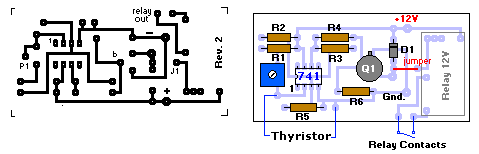 relay
out
P1
1
b
J1
+
Rev. 2
+12V
R2
R4
R1
R3
D1
741
1
Q1
jumper
Relay 12V
R6
Gnd.
R5
Thyristor
Relay Contacts